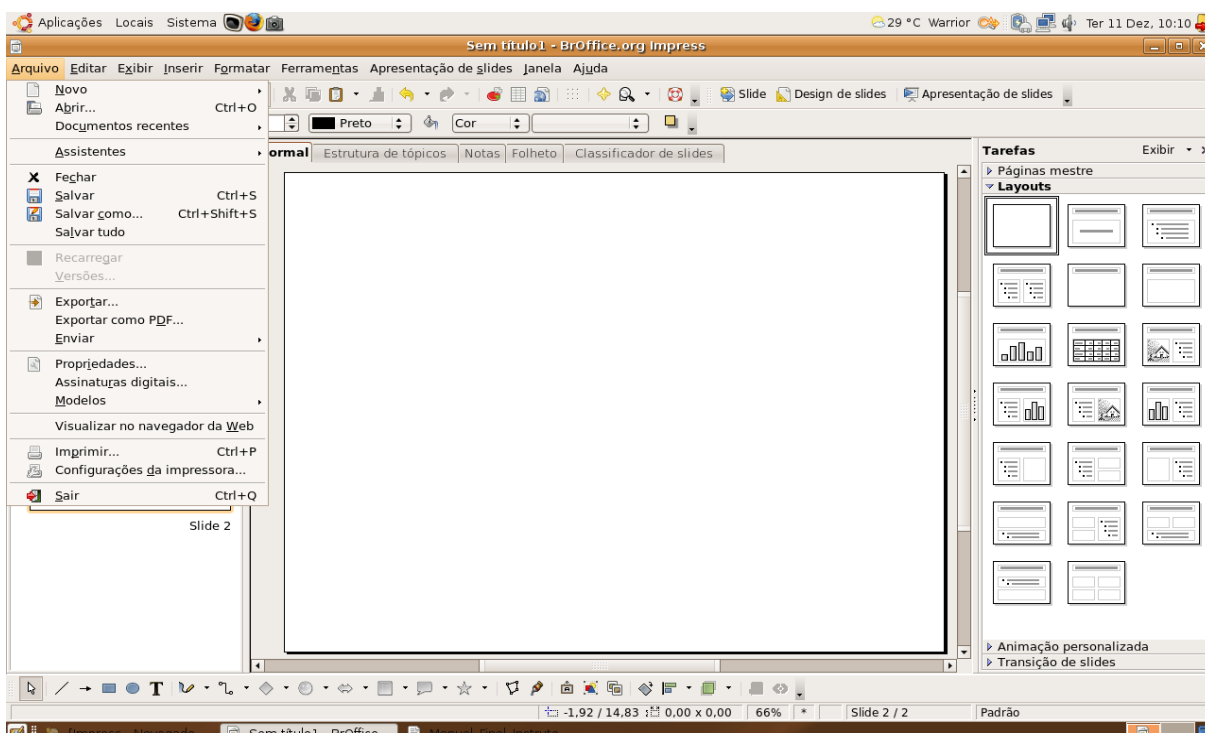 Aplicações Locais Sistema 29 °C Warrior Ter 11 Dez, 10:10
Sem título1 - BrOffice.org Impress
Arquivo Editar Exibir Inserir Formatar Ferramentas Apresentação de slides Janela Ajuda
Novo
Abrir... Ctrl+O
Documentos recentes
Assistentes
Fechar
Salvar Ctrl+S
Salvar como... Ctrl+Shift+S
Salvar tudo
Recarregar
Versões...
Exportar...
Exportar como PDF...
Enviar
Propriedades...
Assinaturas digitais...
Modelos
Visualizar no navegador da Web
Imprimir... Ctrl+P
Configurações da impressora...
Sair Ctrl+Q
Slide Design de slides Apresentação de slides
Preto Cor
ormal Estrutura de tópicos Notas Folheto Classificador de slides
Slide 2
Tarefas Exibir
Páginas mestre
Layouts
Animação personalizada
Transição de slides
T
-1,92 / 14,83 0,00 x 0,00 66% * Slide 2 / 2 Padrão